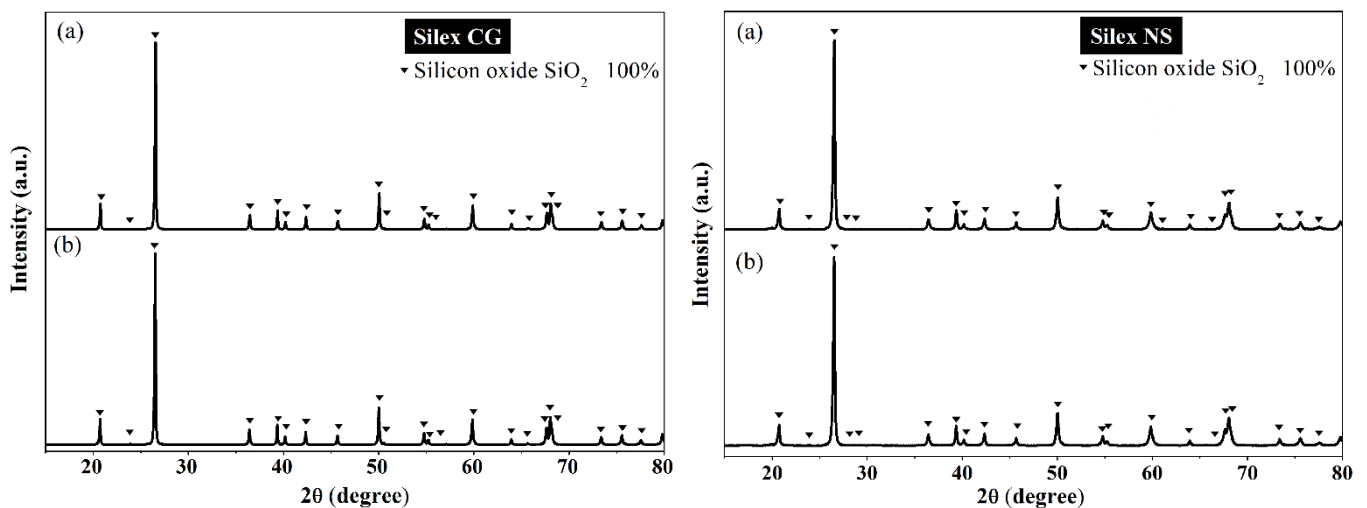 (a)
Silex CG
▼ Silicon oxide SiO₂ 100%
(b)
Intensity (a.u.)
20 30 40 50 60 70 80
2θ (degree)
(a)
Silex NS
▼ Silicon oxide SiO₂ 100%
(b)
Intensity (a.u.)
20 30 40 50 60 70 80
2θ (degree)